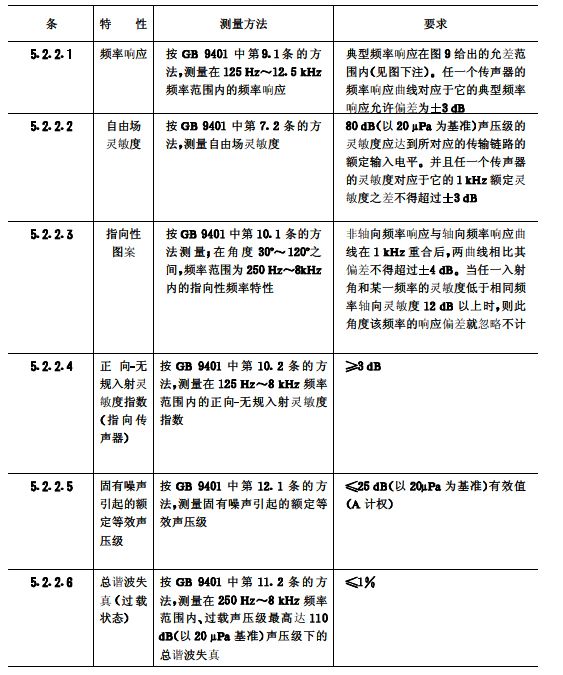 条 特 性 测量方法 要求
5.2.2.1 频率响应 按 GB 9401 中第9.1条的方 典型频率响应在图9给出的允差范
法,测量在 125 Hz～12.5 kHz 围内(见图下注)。任一个传声器的
频率范围内的频率响应 频率响应曲线对应于它的典型频率
响应允许偏差为±3 dB
5.2.2.2 自由场 按 GB 9401 中第 7.2 条的方 80 dB(以 20 μPa 为基准)声压级的
灵敏度 法,测量自由场灵敏度 灵敏度应达到所对应的传输链路的
额定输入电平。并且任一个传声器
的灵敏度对应于它的 1 kHz 额定灵
敏度之差不得超过±3 dB
5.2.2.3 指向性 按 GB 9401 中第 10.1 条的 非轴向频率响应与轴向频率响应曲
图案 方法测量;在角度 30°～120°之 线在 1 kHz 重合后,两曲线相比其
间,频率范围为 250 Hz～8kHz 偏差不得超过±4 dB。当任一入射
内的指向性频率特性 角和某一频率的灵敏度低于相同频
率轴向灵敏度 12 dB 以上时,则此
角度该频率的响应偏差就忽略不计
5.2.2.4 正 向-无 按 GB 9401 中第 10.2 条的方 ≥3 dB
规入射灵 法,测量在 125 Hz～8 kHz 频率
敏度指数 范围内的正向-无规入射灵敏度
(指向传 指数
声器)
5.2.2.5 固有噪声 按 GB 9401 中第 12.1 条的方 ≤25 dB(以 20μPa 为基准)有效值
引起的额 法,测量固有噪声引起的额定等 (A 计权)
定等效声 效声压级
压级
5.2.2.6 总谐波失 按 GB 9401 中第 11.2 条的方 ≤1%
真(过载 法,测量在 250 Hz～8 kHz 频率
状态) 范围内、过载声压级最高达 110
dB(以 20 μPa 基准)声压级下的
总谐波失真